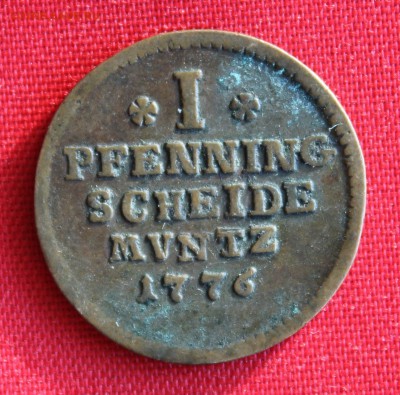 I
PFENNING
SCHEIDE
MVNTZ
1776